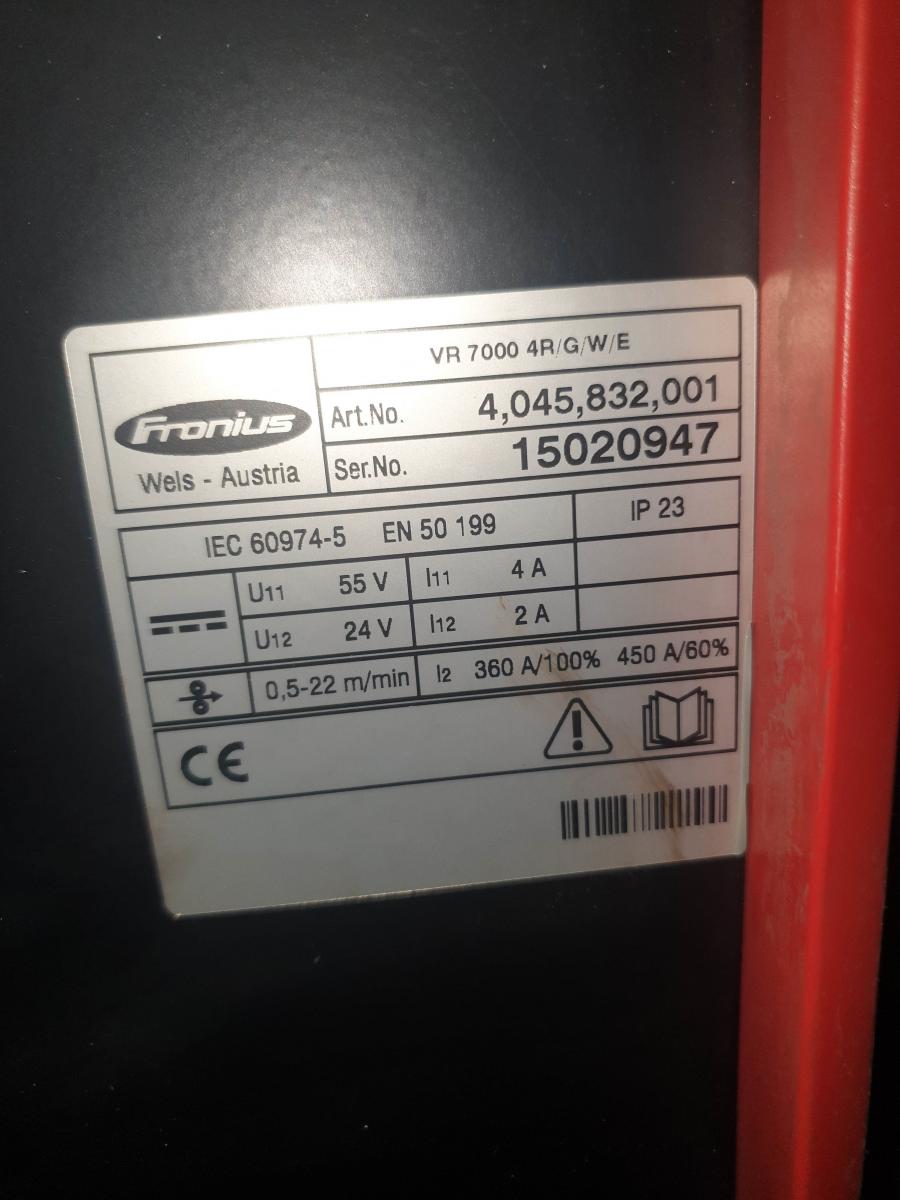 VR 7000 4R/G/W/E
Fronius
Wels - Austria
Art.No. 4,045,832,001
Ser.No. 15020947
IEC 60974-5 EN 50 199 IP 23
U11 55 V I11 4 A
U12 24 V I12 2 A
0,5-22 m/min I2 360 A/100% 450 A/60%
CE